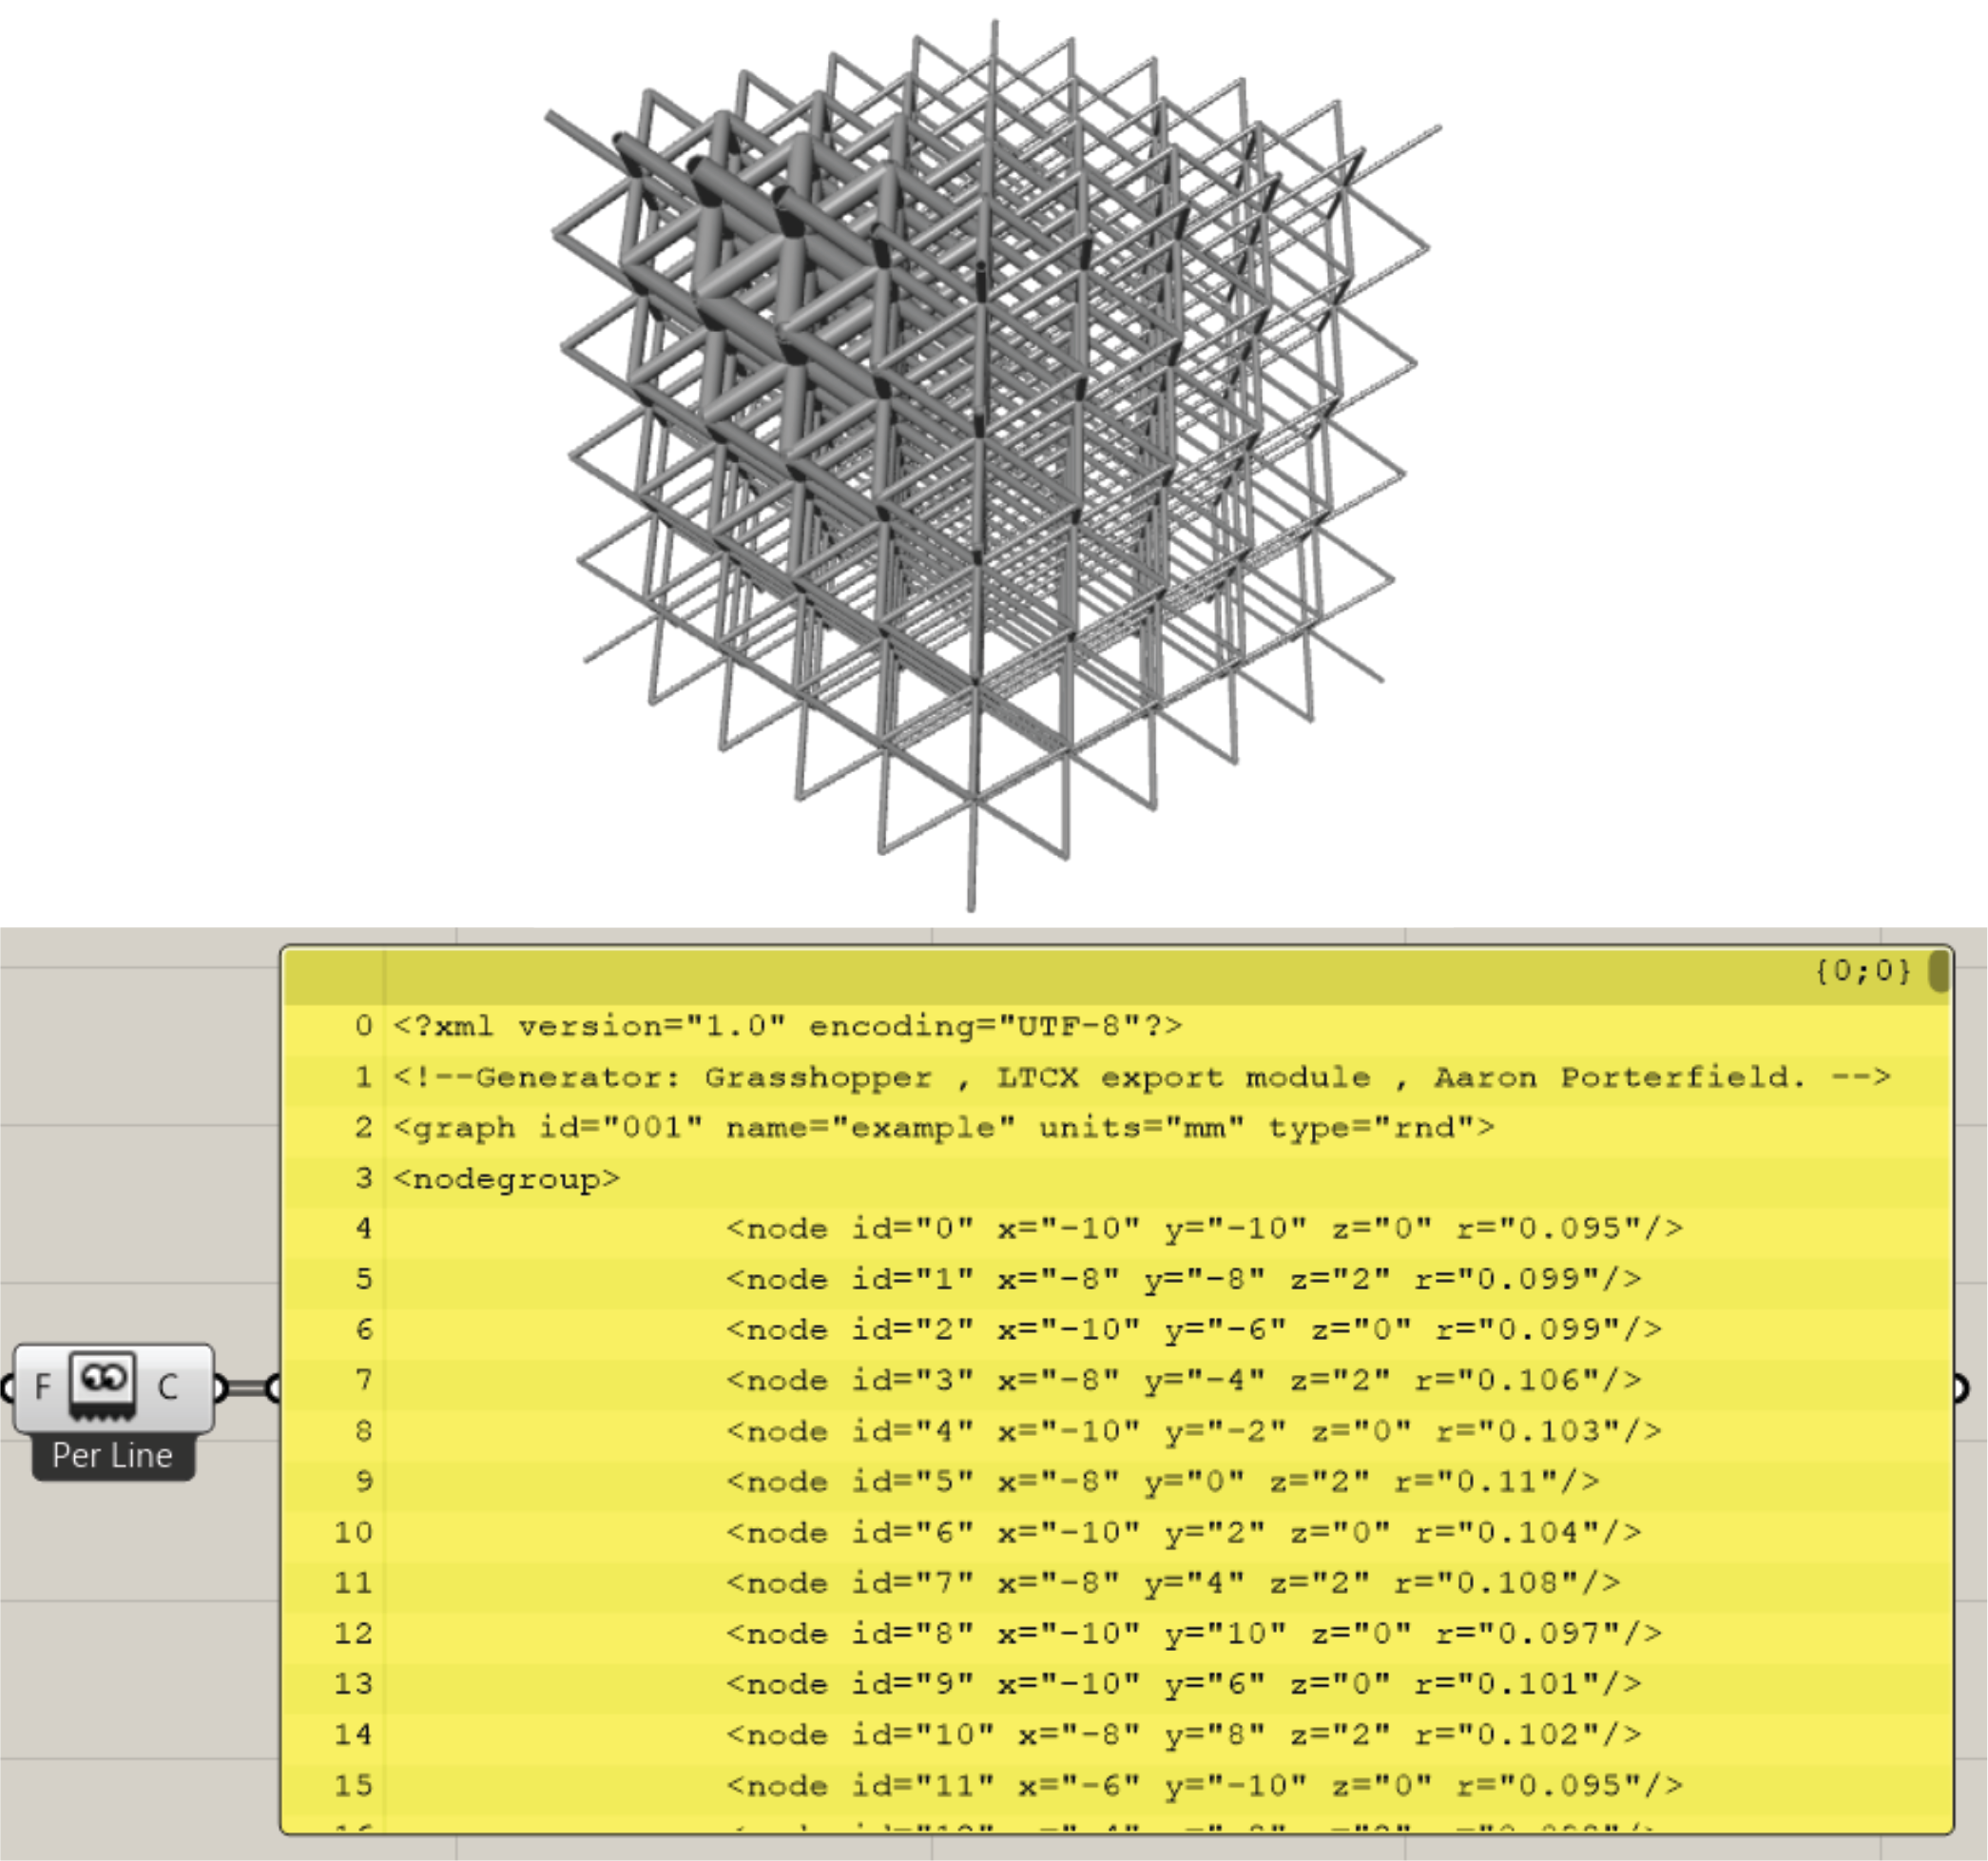 {0;0}
0 <?xml version="1.0" encoding="UTF-8"?>
1 <!--Generator: Grasshopper , LTCX export module , Aaron Porterfield. -->
2 <graph id="001" name="example" units="mm" type="rnd">
3 <nodegroup>
4 <node id="0" x="-10" y="-10" z="0" r="0.095"/>
5 <node id="1" x="-8" y="-8" z="2" r="0.099"/>
6 <node id="2" x="-10" y="-6" z="0" r="0.099"/>
7 <node id="3" x="-8" y="-4" z="2" r="0.106"/>
8 <node id="4" x="-10" y="-2" z="0" r="0.103"/>
9 <node id="5" x="-8" y="0" z="2" r="0.11"/>
10 <node id="6" x="-10" y="2" z="0" r="0.104"/>
11 <node id="7" x="-8" y="4" z="2" r="0.108"/>
12 <node id="8" x="-10" y="10" z="0" r="0.097"/>
13 <node id="9" x="-10" y="6" z="0" r="0.101"/>
14 <node id="10" x="-8" y="8" z="2" r="0.102"/>
15 <node id="11" x="-6" y="-10" z="0" r="0.095"/>
F C
Per Line